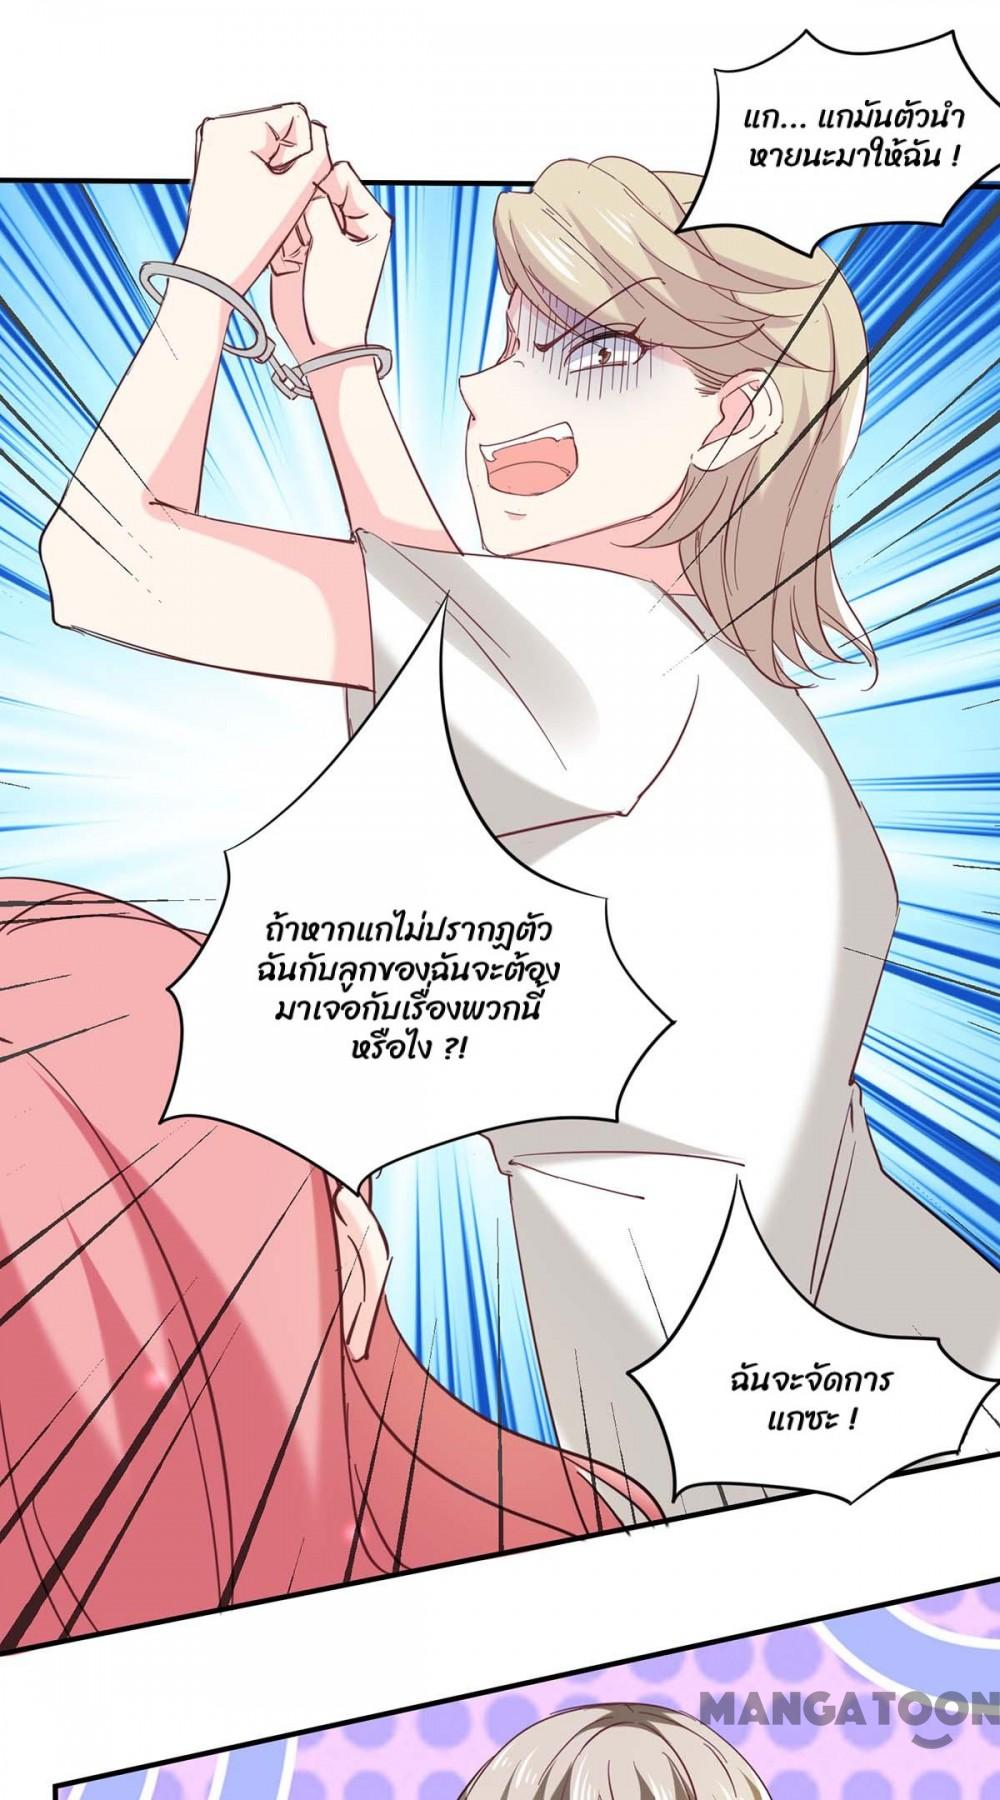 แก... แกมันตัวนำ
หายนะมาให้ฉัน !
ถ้าหากแกไม่ปรากฏตัว
ฉันกับลูกของฉันจะต้อง
มาเจอกับเรื่องพวกนี้
หรือไง ?!
ฉันจะจัดการ
แกซะ !
MANGATOON